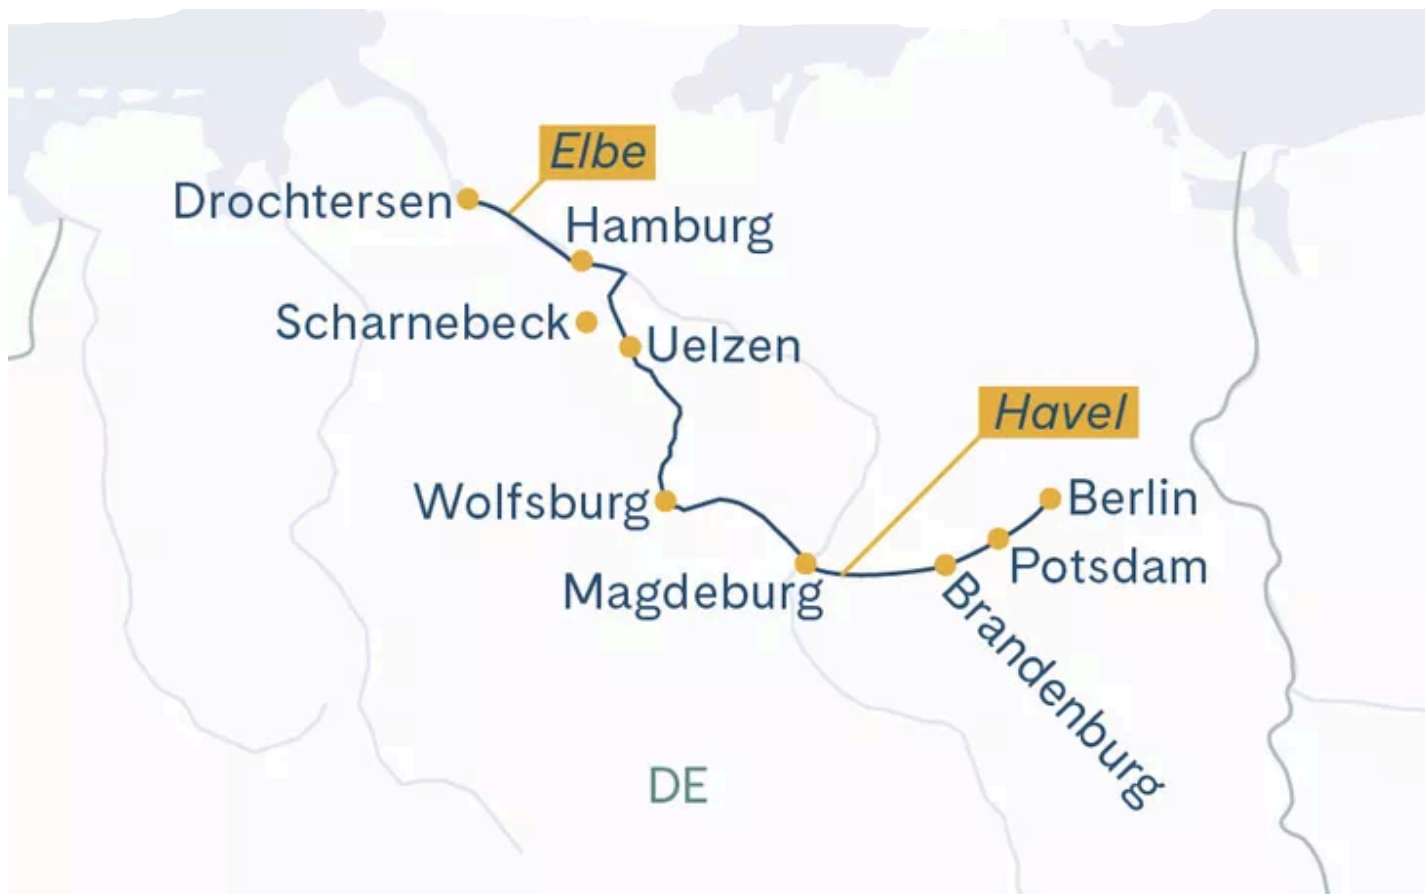 Elbe
Drochtersen
Hamburg
Scharnebeck
Uelzen
Havel
Wolfsburg
Berlin
Potsdam
Magdeburg
Brandenburg
DE